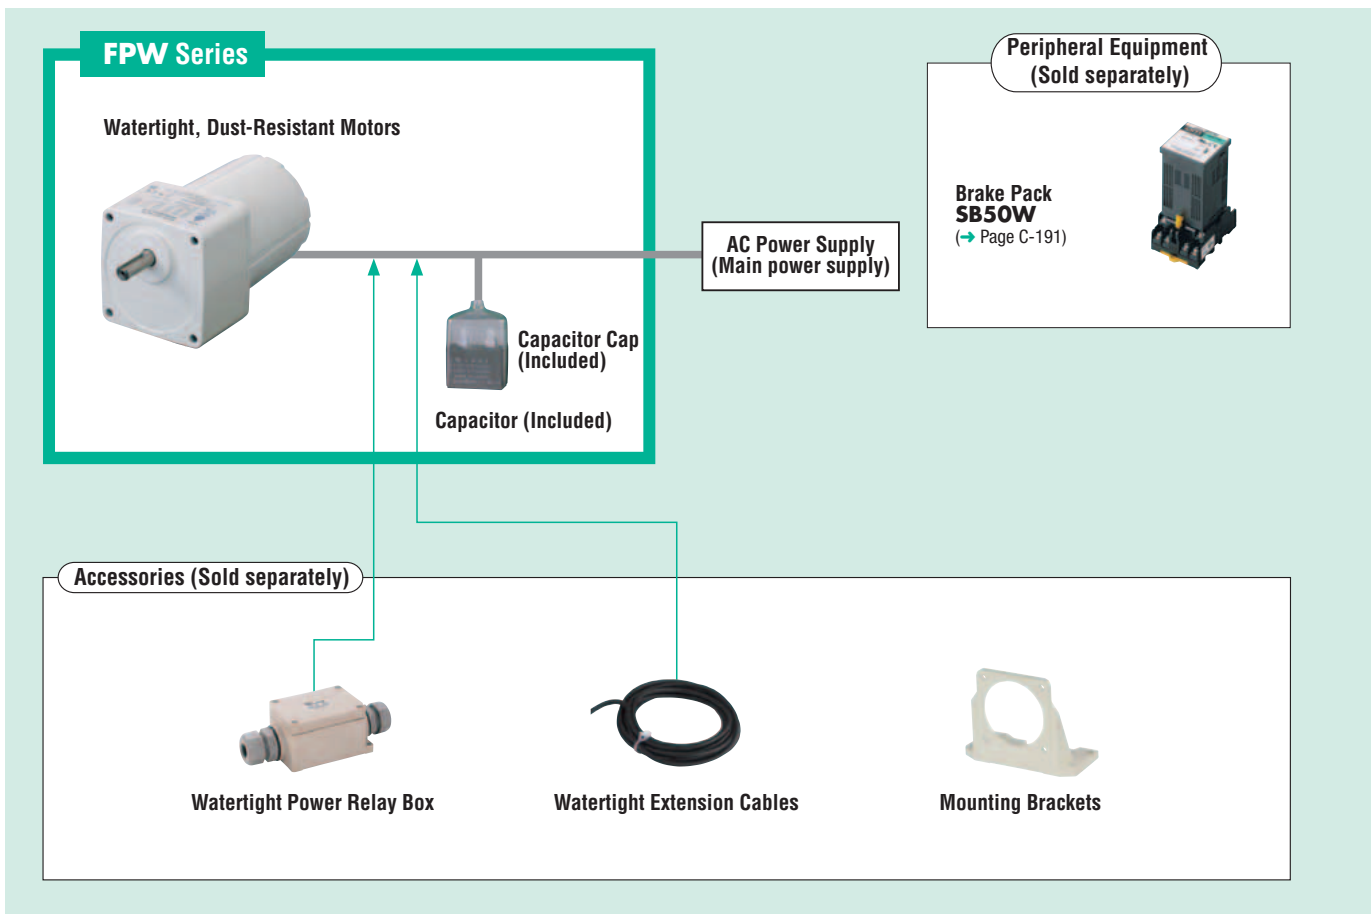 FPW Series
Watertight, Dust-Resistant Motors
AC Power Supply
(Main power supply)
Capacitor Cap
(Included)
Capacitor (Included)
Peripheral Equipment
(Sold separately)
Brake Pack
SB50W
(→ Page C-191)
Accessories (Sold separately)
Watertight Power Relay Box
Watertight Extension Cables
Mounting Brackets